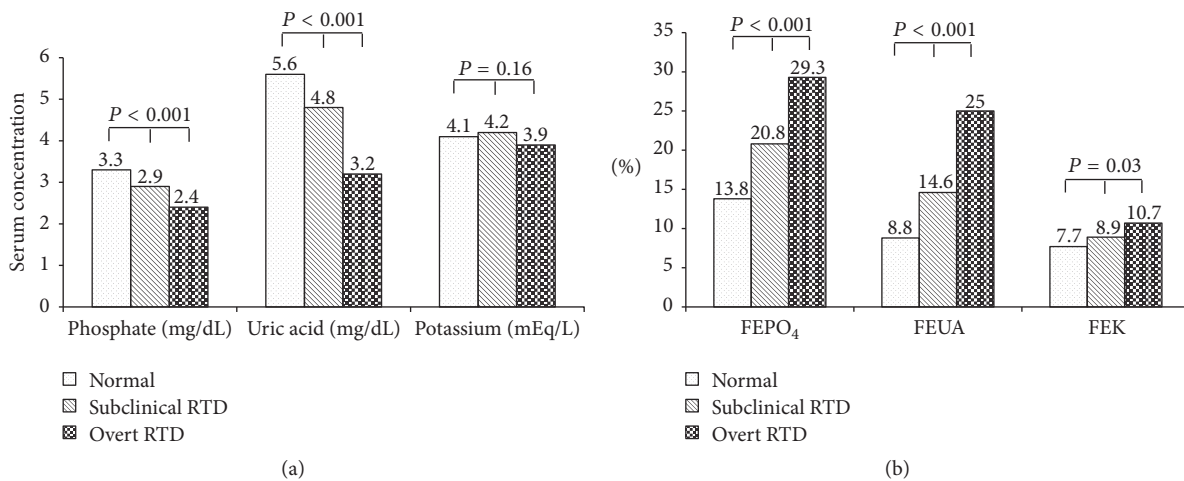 P < 0.001
P < 0.001
P = 0.16
Serum concentration
6
5
4
3
2
1
0
3.3
2.9
2.4
5.6
4.8
3.2
4.1
4.2
3.9
Phosphate (mg/dL)
Uric acid (mg/dL)
Potassium (mEq/L)
Normal
Subclinical RTD
Overt RTD
(a)
P < 0.001
P < 0.001
P = 0.03
(%)
35
30
25
20
15
10
5
0
13.8
20.8
29.3
8.8
14.6
25
7.7
8.9
10.7
FEPO₄
FEUA
FEK
Normal
Subclinical RTD
Overt RTD
(b)